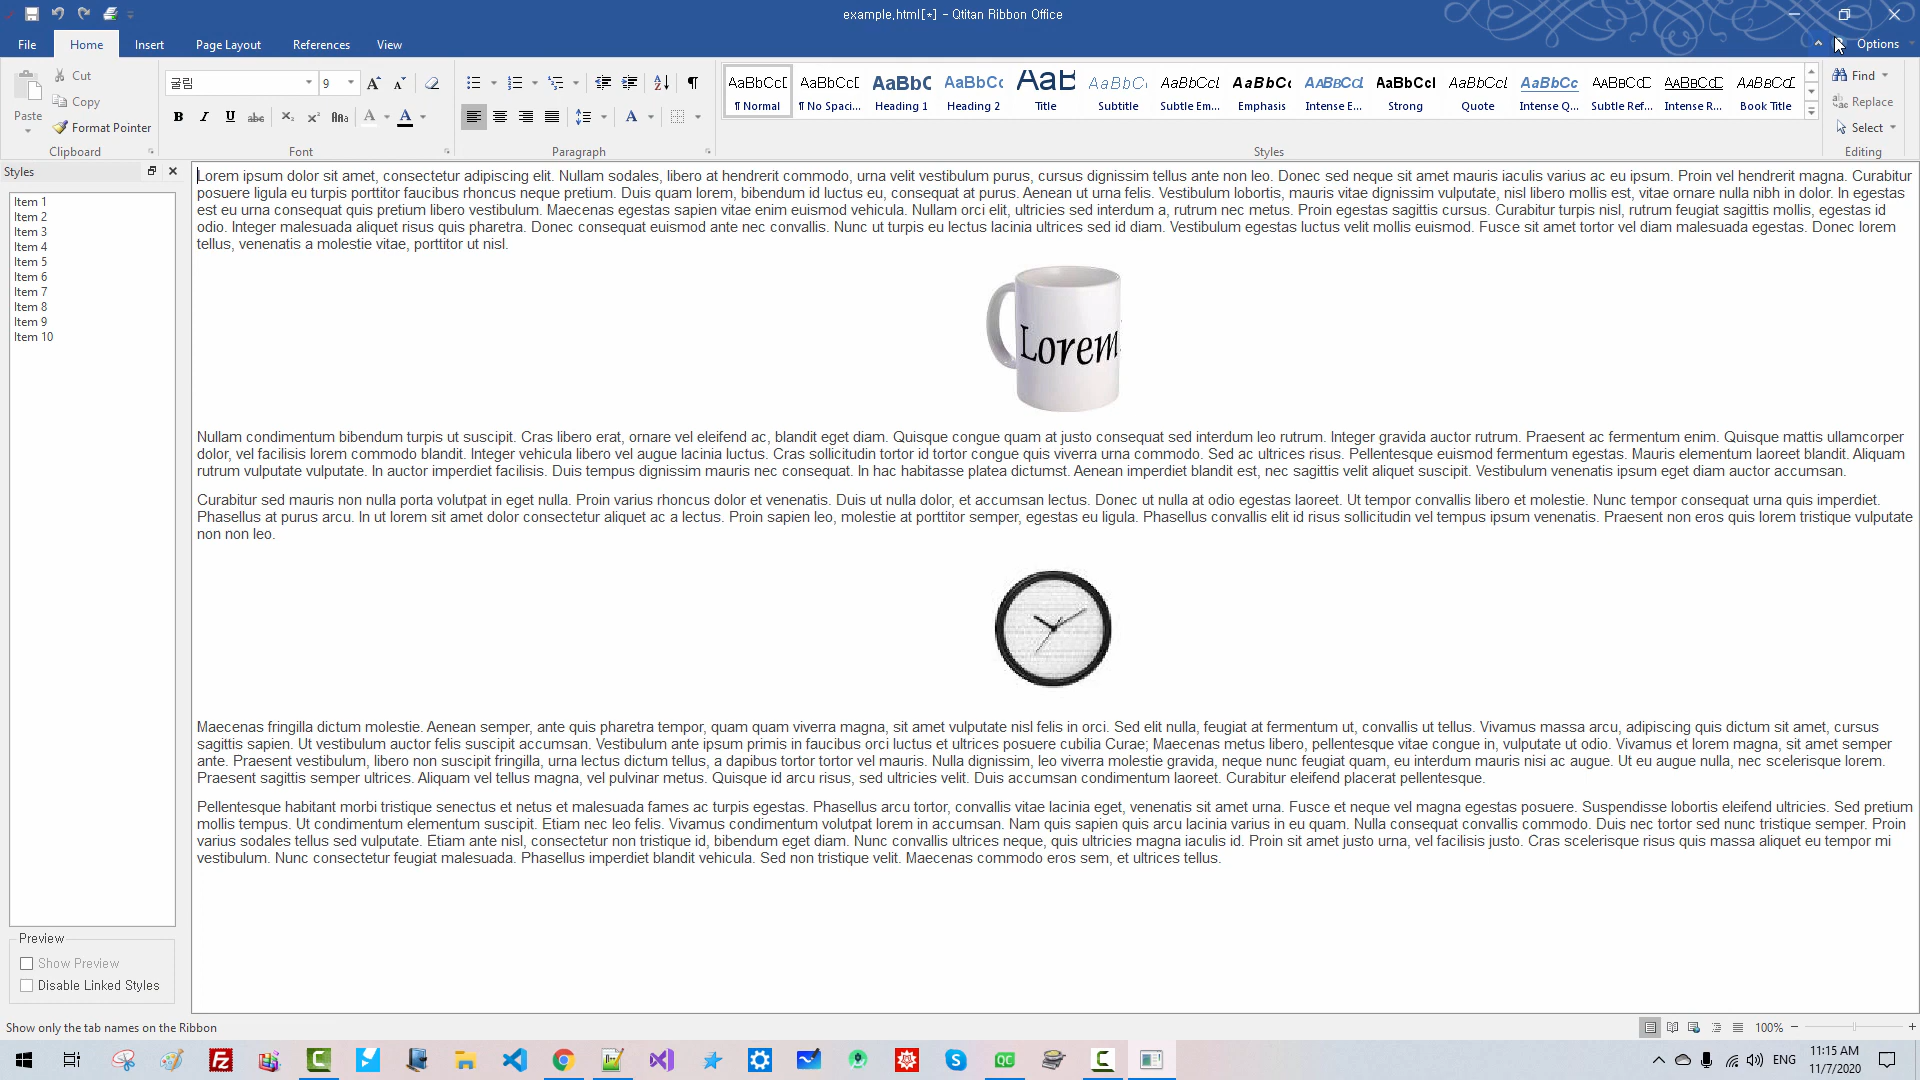 example.html[*] - Qtitan Ribbon Office
File Home Insert Page Layout References View Options
Cut
Copy
Paste
Format Pointer
Clipboard
굴림 9
Font
Paragraph
AaBbCcD AaBbCcD AaBbC AaBbCc AaB AaBbCc AaBbCcL AaBbCc AaBbCcL AaBbCcI AaBbCcL AaBbCc AaBbCcD AaBbCcD AaBbCcD
¶ Normal ¶ No Spaci... Heading 1 Heading 2 Title Subtitle Subtle Em... Emphasis Intense E... Strong Quote Intense Q... Subtle Ref... Intense R... Book Title
Styles
Find
Replace
Select
Editing
Styles
Item 1
Item 2
Item 3
Item 4
Item 5
Item 6
Item 7
Item 8
Item 9
Item 10
Preview
Show Preview
Disable Linked Styles
Lorem ipsum dolor sit amet, consectetur adipiscing elit. Nullam sodales, libero at hendrerit commodo, urna velit vestibulum purus, cursus dignissim tellus ante non leo. Donec sed neque sit amet mauris iaculis varius ac eu ipsum. Proin vel hendrerit magna. Curabitur
posuere ligula eu turpis porttitor faucibus rhoncus neque pretium. Duis quam lorem, bibendum id luctus eu, consequat at purus. Aenean ut urna felis. Vestibulum lobortis, mauris vitae dignissim vulputate, nisl libero mollis est, vitae ornare nulla nibh in dolor. In egestas
est eu urna consequat quis pretium libero vestibulum. Maecenas egestas sapien vitae enim euismod vehicula. Nullam orci elit, ultricies sed interdum a, rutrum nec metus. Proin egestas sagittis cursus. Curabitur turpis nisl, rutrum feugiat sagittis mollis, egestas id
odio. Integer malesuada aliquet risus quis pharetra. Donec consequat euismod ante nec convallis. Nunc ut turpis eu lectus lacinia ultrices sed id diam. Vestibulum egestas luctus velit mollis euismod. Fusce sit amet tortor vel diam malesuada egestas. Donec lorem
tellus, venenatis a molestie vitae, porttitor ut nisl.
Lorem
Nullam condimentum bibendum turpis ut suscipit. Cras libero erat, ornare vel eleifend ac, blandit eget diam. Quisque congue quam at justo consequat sed interdum leo rutrum. Integer gravida auctor rutrum. Praesent ac fermentum enim. Quisque mattis ullamcorper
dolor, vel facilisis lorem commodo blandit. Integer vehicula libero vel augue lacinia luctus. Cras sollicitudin tortor id tortor congue quis viverra urna commodo. Sed ac ultrices risus. Pellentesque euismod fermentum egestas. Mauris elementum laoreet blandit. Aliquam
rutrum vulputate vulputate. In auctor imperdiet facilisis. Duis tempus dignissim mauris nec consequat. In hac habitasse platea dictumst. Aenean imperdiet blandit est, nec sagittis velit aliquet suscipit. Vestibulum venenatis ipsum eget diam auctor accumsan.
Curabitur sed mauris non nulla porta volutpat in eget nulla. Proin varius rhoncus dolor et venenatis. Duis ut nulla dolor, et accumsan lectus. Donec ut nulla at odio egestas laoreet. Ut tempor convallis libero et molestie. Nunc tempor consequat urna quis imperdiet.
Phasellus at purus arcu. In ut lorem sit amet dolor consectetur aliquet ac a lectus. Proin sapien leo, molestie at porttitor semper, egestas eu ligula. Phasellus convallis elit id risus sollicitudin vel tempus ipsum venenatis. Praesent non eros quis lorem tristique vulputate
non non leo.
Maecenas fringilla dictum molestie. Aenean semper, ante quis pharetra tempor, quam quam viverra magna, sit amet vulputate nisl felis in orci. Sed elit nulla, feugiat at fermentum ut, convallis ut tellus. Vivamus massa arcu, adipiscing quis dictum sit amet, cursus
sagittis sapien. Ut vestibulum auctor felis suscipit accumsan. Vestibulum ante ipsum primis in faucibus orci luctus et ultrices posuere cubilia Curae; Maecenas metus libero, pellentesque vitae congue in, vulputate ut odio. Vivamus et lorem magna, sit amet semper
ante. Praesent vestibulum, libero non suscipit fringilla, urna lectus dictum tellus, a dapibus tortor tortor vel mauris. Nulla dignissim, leo viverra molestie gravida, neque nunc feugiat quam, eu interdum mauris nisi ac augue. Ut eu augue nulla, nec scelerisque lorem.
Praesent sagittis semper ultrices. Aliquam vel tellus magna, vel pulvinar metus. Quisque id arcu risus, sed ultricies velit. Duis accumsan condimentum laoreet. Curabitur eleifend placerat pellentesque.
Pellentesque habitant morbi tristique senectus et netus et malesuada fames ac turpis egestas. Phasellus arcu tortor, convallis vitae lacinia eget, venenatis sit amet urna. Fusce et neque vel magna egestas posuere. Suspendisse lobortis eleifend ultricies. Sed pretium
mollis tempus. Ut condimentum elementum suscipit. Etiam nec leo felis. Vivamus condimentum volutpat lorem in accumsan. Nam quis sapien quis arcu lacinia varius in eu quam. Nulla consequat convallis commodo. Duis nec tortor sed nunc tristique semper. Proin
varius sodales tellus sed vulputate. Etiam ante nisl, consectetur non tristique id, bibendum eget diam. Nunc convallis ultrices neque, quis ultricies magna iaculis id. Proin sit amet justo urna, vel facilisis justo. Cras scelerisque risus quis massa aliquet eu tempor mi
vestibulum. Nunc consectetur feugiat malesuada. Phasellus imperdiet blandit vehicula. Sed non tristique velit. Maecenas commodo eros sem, et ultrices tellus.
Show only the tab names on the Ribbon
100%
ENG
11:15 AM
11/7/2020